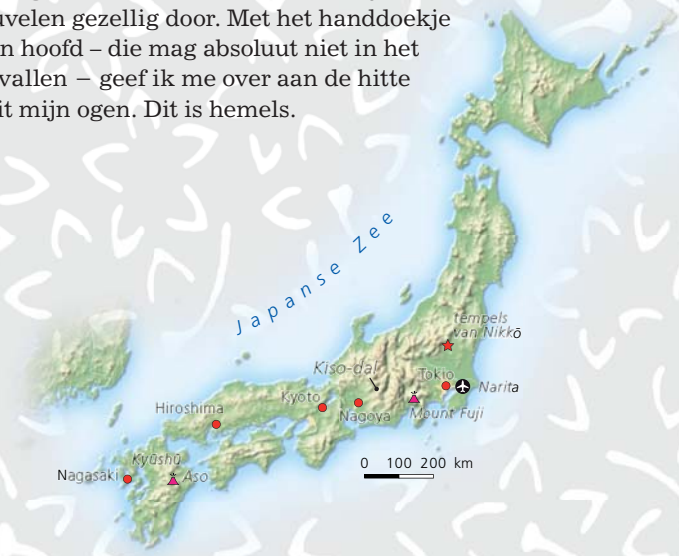 uvelen gezellig door. Met het handdoekje
n hoofd – die mag absoluut niet in het
vallen – geef ik me over aan de hitte
it mijn ogen. Dit is hemels.
Japanse Zee
tempels
van Nikkō
Kiso-dal
Tokio
Narita
Kyoto
Nagoya
Mount Fuji
Hiroshima
Kyūshū
Nagasaki
Aso
0 100 200 km